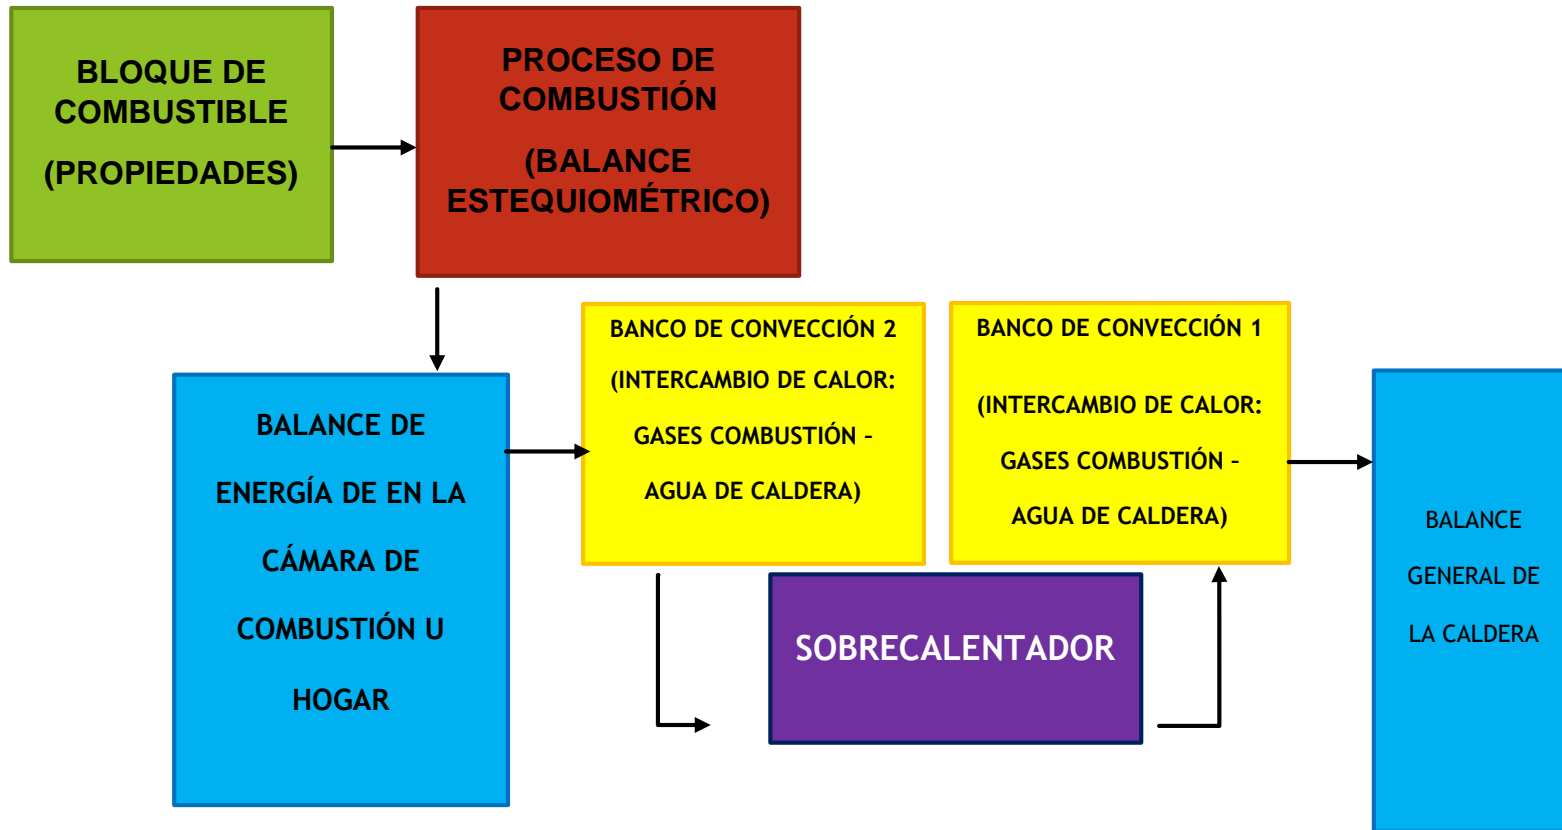 BLOQUE DE
COMBUSTIBLE
(PROPIEDADES)
PROCESO DE
COMBUSTIÓN
(BALANCE
ESTEQUIOMÉTRICO)
BALANCE DE
ENERGÍA DE EN LA
CÁMARA DE
COMBUSTIÓN U
HOGAR
BANCO DE CONVECCIÓN 2
(INTERCAMBIO DE CALOR:
GASES COMBUSTIÓN –
AGUA DE CALDERA)
SOBRECALENTADOR
BANCO DE CONVECCIÓN 1
(INTERCAMBIO DE CALOR:
GASES COMBUSTIÓN –
AGUA DE CALDERA)
BALANCE
GENERAL DE
LA CALDERA